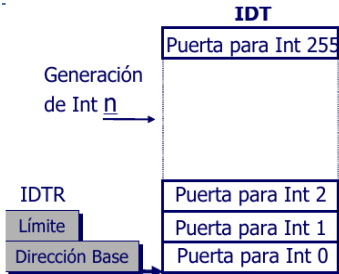 IDT
Puerta para Int 255
Generación
de Int n
IDTR
Puerta para Int 2
Límite
Puerta para Int 1
Dirección Base
Puerta para Int 0